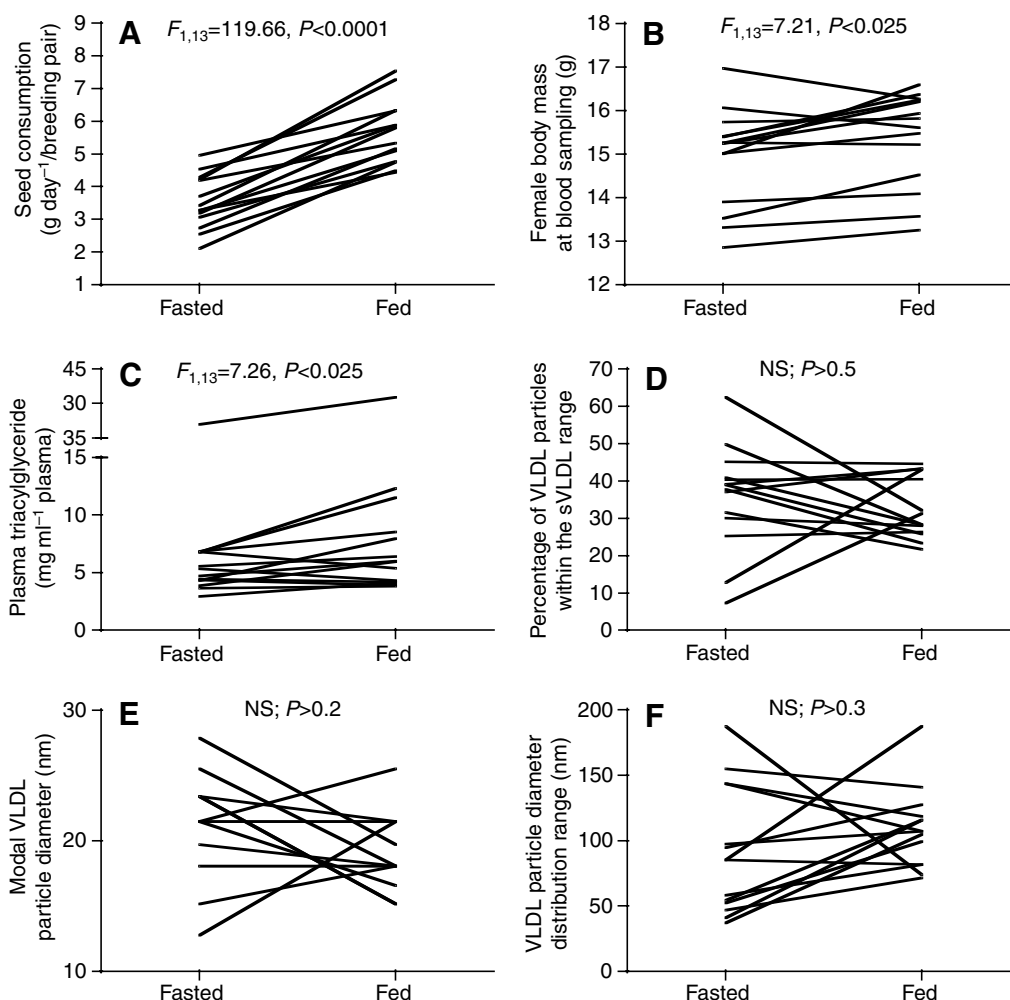 A
F1,13=119.66, P<0.0001
Seed consumption
(g day−1/breeding pair)
9
8
7
6
5
4
3
2
1
Fasted
Fed
B
F1,13=7.21, P<0.025
Female body mass
at blood sampling (g)
18
17
16
15
14
13
12
Fasted
Fed
C
F1,13=7.26, P<0.025
Plasma triacylglyceride
(mg ml−1 plasma)
45
30
35
15
10
5
0
Fasted
Fed
D
NS; P>0.5
Percentage of VLDL particles
within the sVLDL range
70
60
50
40
30
20
10
0
Fasted
Fed
E
NS; P>0.2
Modal VLDL
particle diameter (nm)
30
20
10
Fasted
Fed
F
NS; P>0.3
VLDL particle diameter
distribution range (nm)
200
150
100
50
0
Fasted
Fed